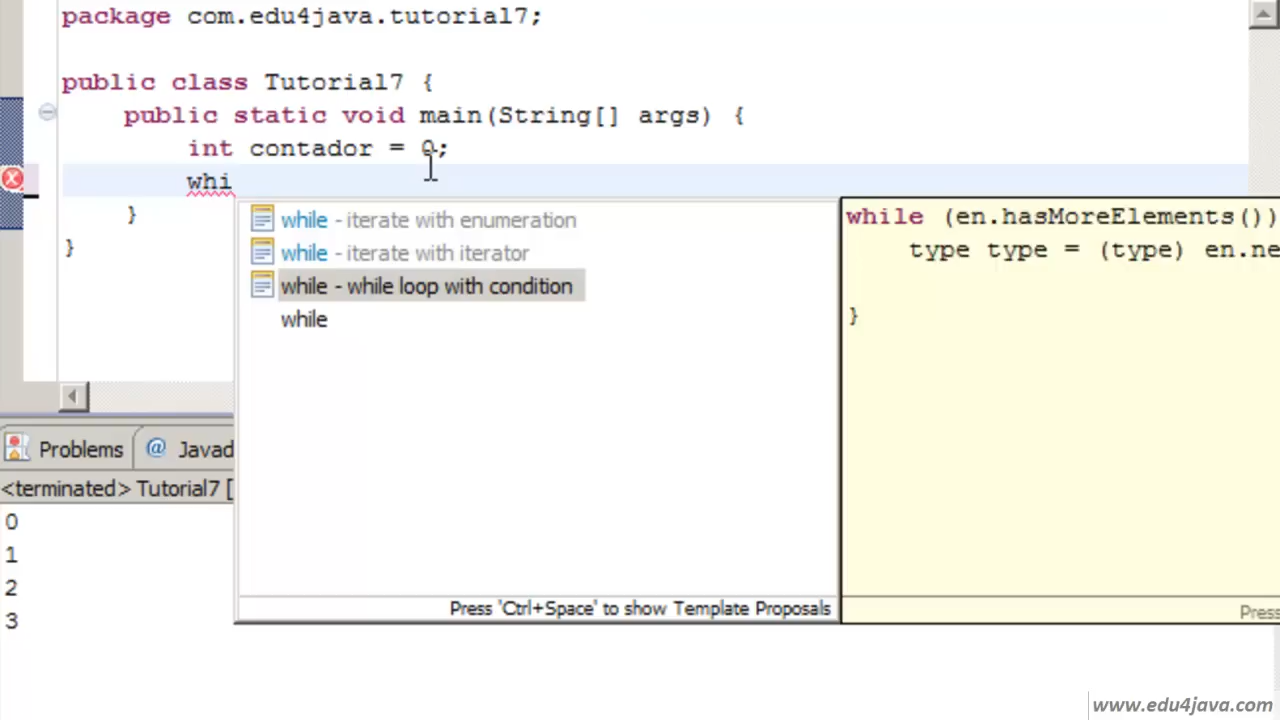 package com.edu4java.tutorial7;
public class Tutorial7 {
public static void main(String[] args) {
int contador = 0;
whi
}
}
while - iterate with enumeration
while - iterate with iterator
while - while loop with condition
while
Press 'Ctrl+Space' to show Template Proposals
while (en.hasMoreElements())
type type = (type) en.ne
}
Press
Problems
@ Javad
<terminated> Tutorial7 [
0
1
2
3
www.edu4java.com